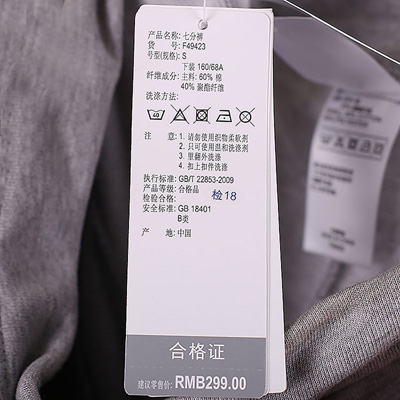 产品名称: 七分裤
货 号: F49423
号型(规格): S
下装 160/68A
纤维成分: 主料: 60% 棉
40% 聚酯纤维
洗涤方法:
40
注意:
1. 请勿使用织物柔软剂
2. 只可使用温和洗涤剂
3. 里翻外洗涤
4. 扣上扣件洗涤
执行标准: GB/T 22853-2009
产品等级: 合格品
检验合格: 检18
安全标准: GB 18401
B类
产 地: 中国
合格证
建议零售价: RMB299.00